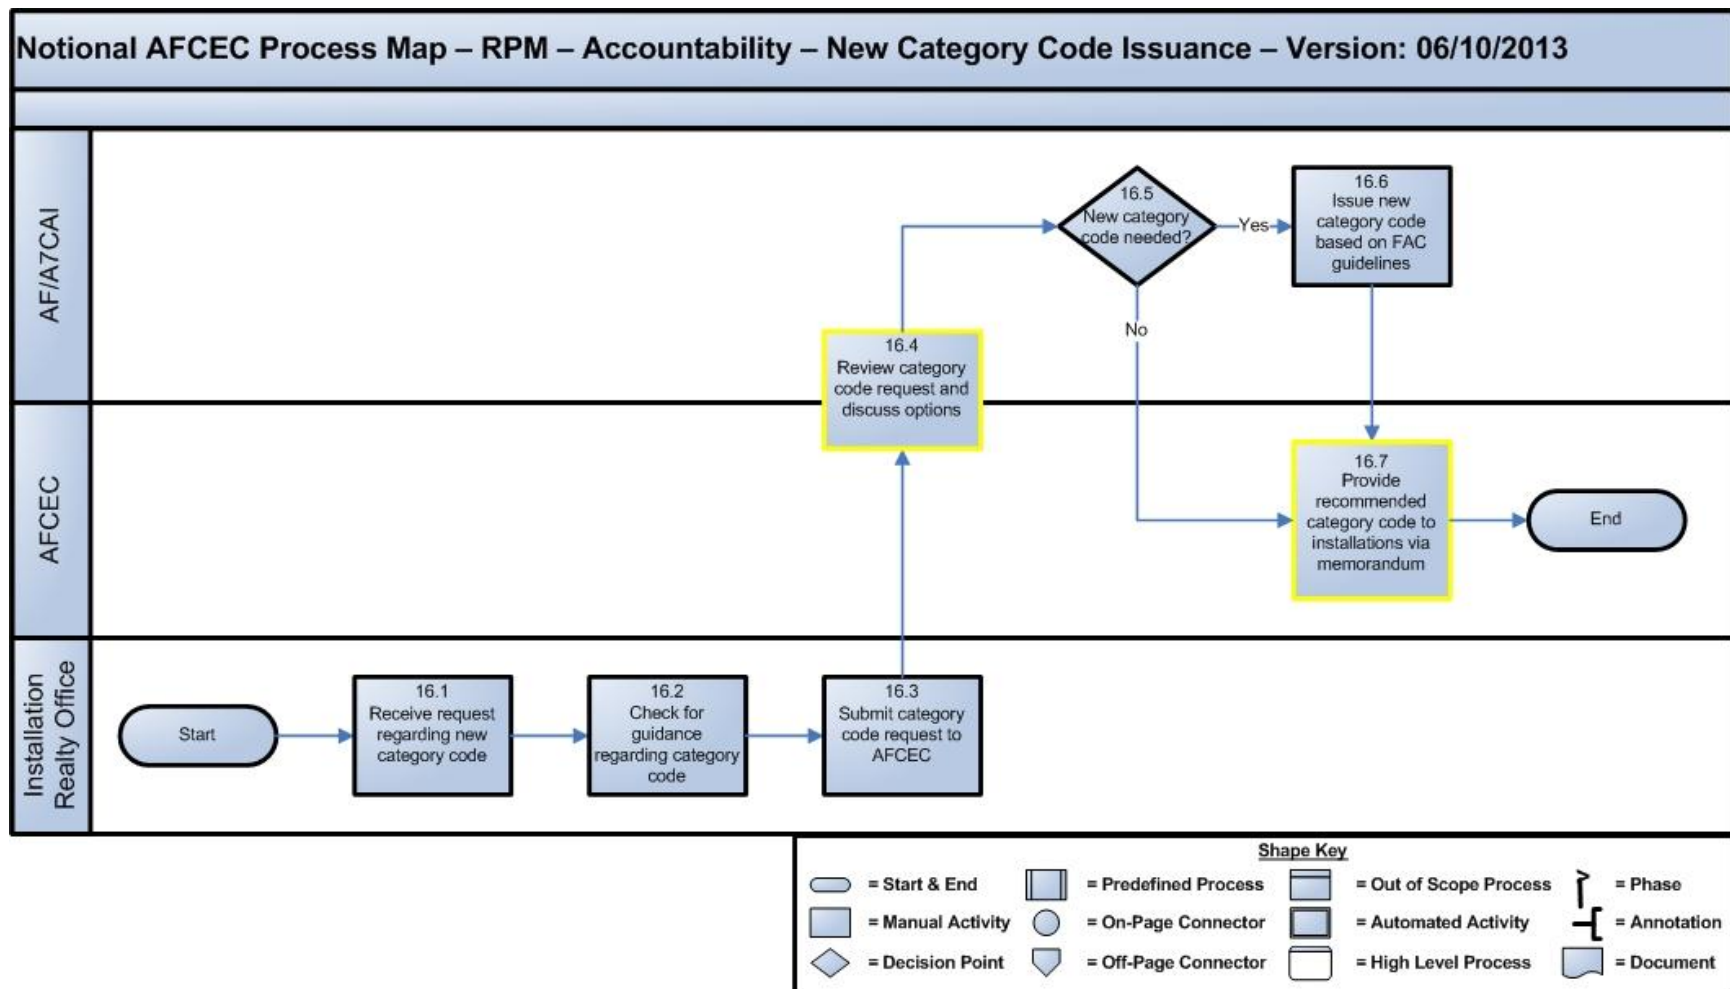 Notional AFCEC Process Map – RPM – Accountability – New Category Code Issuance – Version: 06/10/2013
AF/A7CAI
16.5
New category
code needed?
Yes
16.6
Issue new
category code
based on FAC
guidelines
No
16.4
Review category
code request and
discuss options
AFCEC
16.7
Provide
recommended
category code to
installations via
memorandum
End
Installation
Realty Office
Start
16.1
Receive request
regarding new
category code
16.2
Check for
guidance
regarding category
code
16.3
Submit category
code request to
AFCEC
Shape Key
= Start & End
= Predefined Process
= Out of Scope Process
= Phase
= Manual Activity
= On-Page Connector
= Automated Activity
= Annotation
= Decision Point
= Off-Page Connector
= High Level Process
= Document